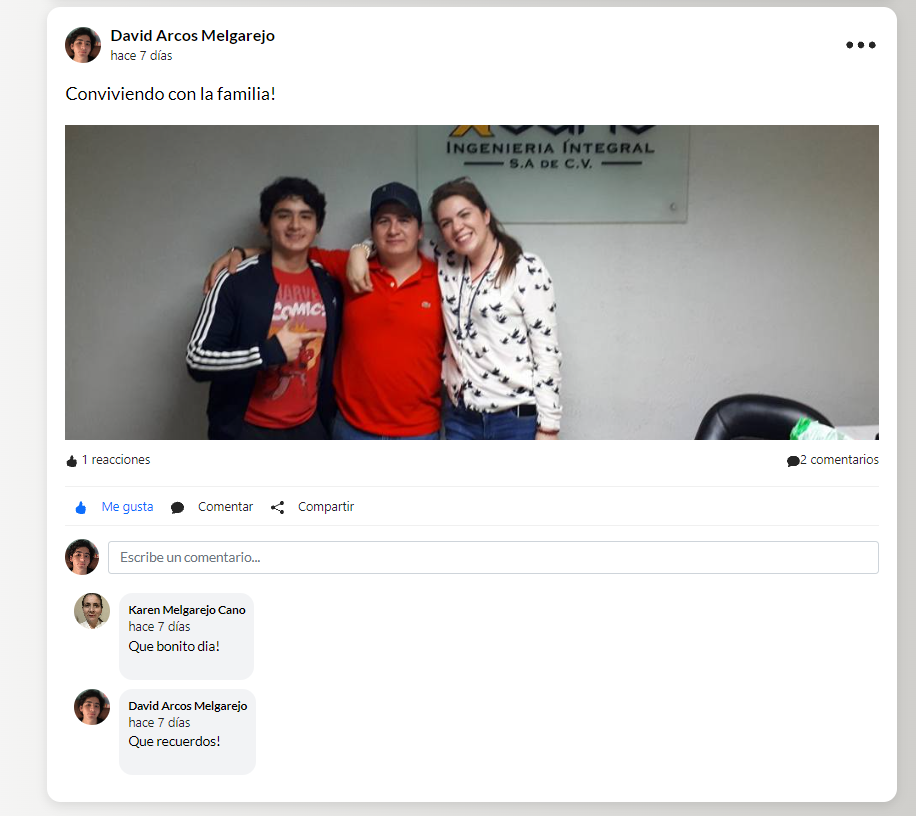 David Arcos Melgarejo
hace 7 días
Conviviendo con la familia!
INGENIERIA ÍNTEGRAL
S.A DE C.V.
MARVEL
COMICS
1 reacciones
2 comentarios
Me gusta
Comentar
Compartir
Escribe un comentario...
Karen Melgarejo Cano
hace 7 días
Que bonito dia!
David Arcos Melgarejo
hace 7 días
Que recuerdos!